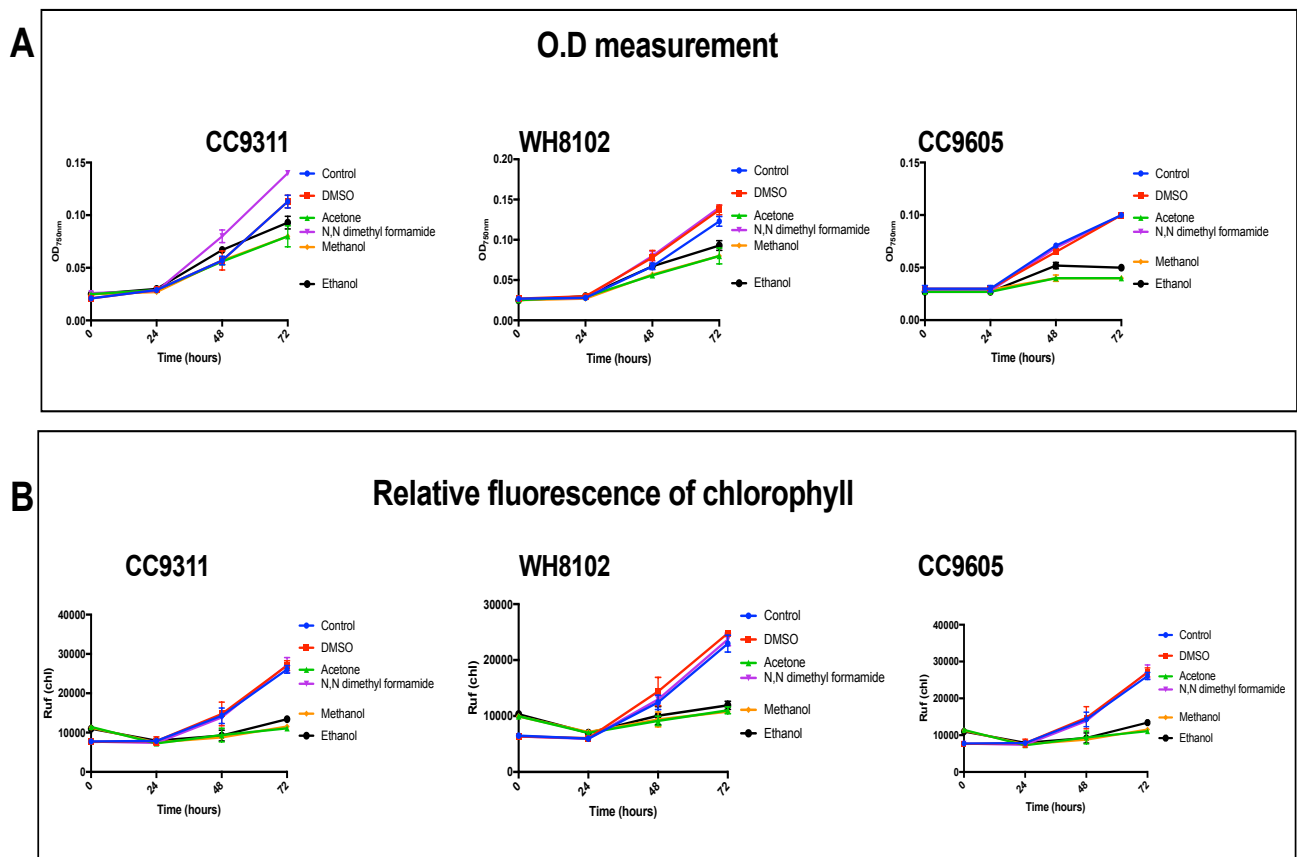 A
O.D measurement
CC9311
0.15
0.10
0.05
0.00
OD750nm
0
24
48
72
Time (hours)
Control
DMSO
Acetone
N,N dimethyl formamide
Methanol
Ethanol
WH8102
0.20
0.15
0.10
0.05
0.00
OD750nm
0
24
48
72
Time (hours)
Control
DMSO
Acetone
N,N dimethyl formamide
Methanol
Ethanol
CC9605
0.15
0.10
0.05
0.00
OD750nm
0
24
48
72
Time (hours)
Control
DMSO
Acetone
N,N dimethyl formamide
Methanol
Ethanol
B
Relative fluorescence of chlorophyll
CC9311
40000
30000
20000
10000
0
Ruf (chl)
0
24
48
72
Time (hours)
Control
DMSO
Acetone
N,N dimethyl formamide
Methanol
Ethanol
WH8102
30000
20000
10000
0
Ruf (chl)
0
24
48
72
Time (hours)
Control
DMSO
Acetone
N,N dimethyl formamide
Methanol
Ethanol
CC9605
40000
30000
20000
10000
0
Ruf (chl)
0
24
48
72
Time (hours)
Control
DMSO
Acetone
N,N dimethyl formamide
Methanol
Ethanol